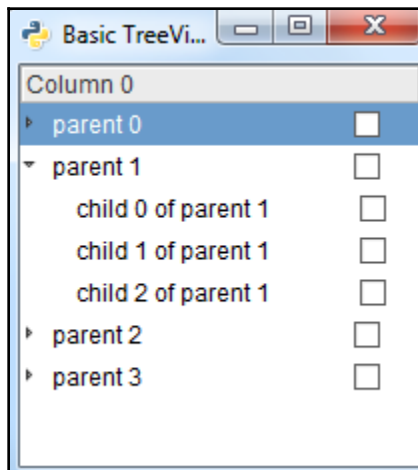 Basic TreeVi...
Column 0
parent 0
parent 1
child 0 of parent 1
child 1 of parent 1
child 2 of parent 1
parent 2
parent 3